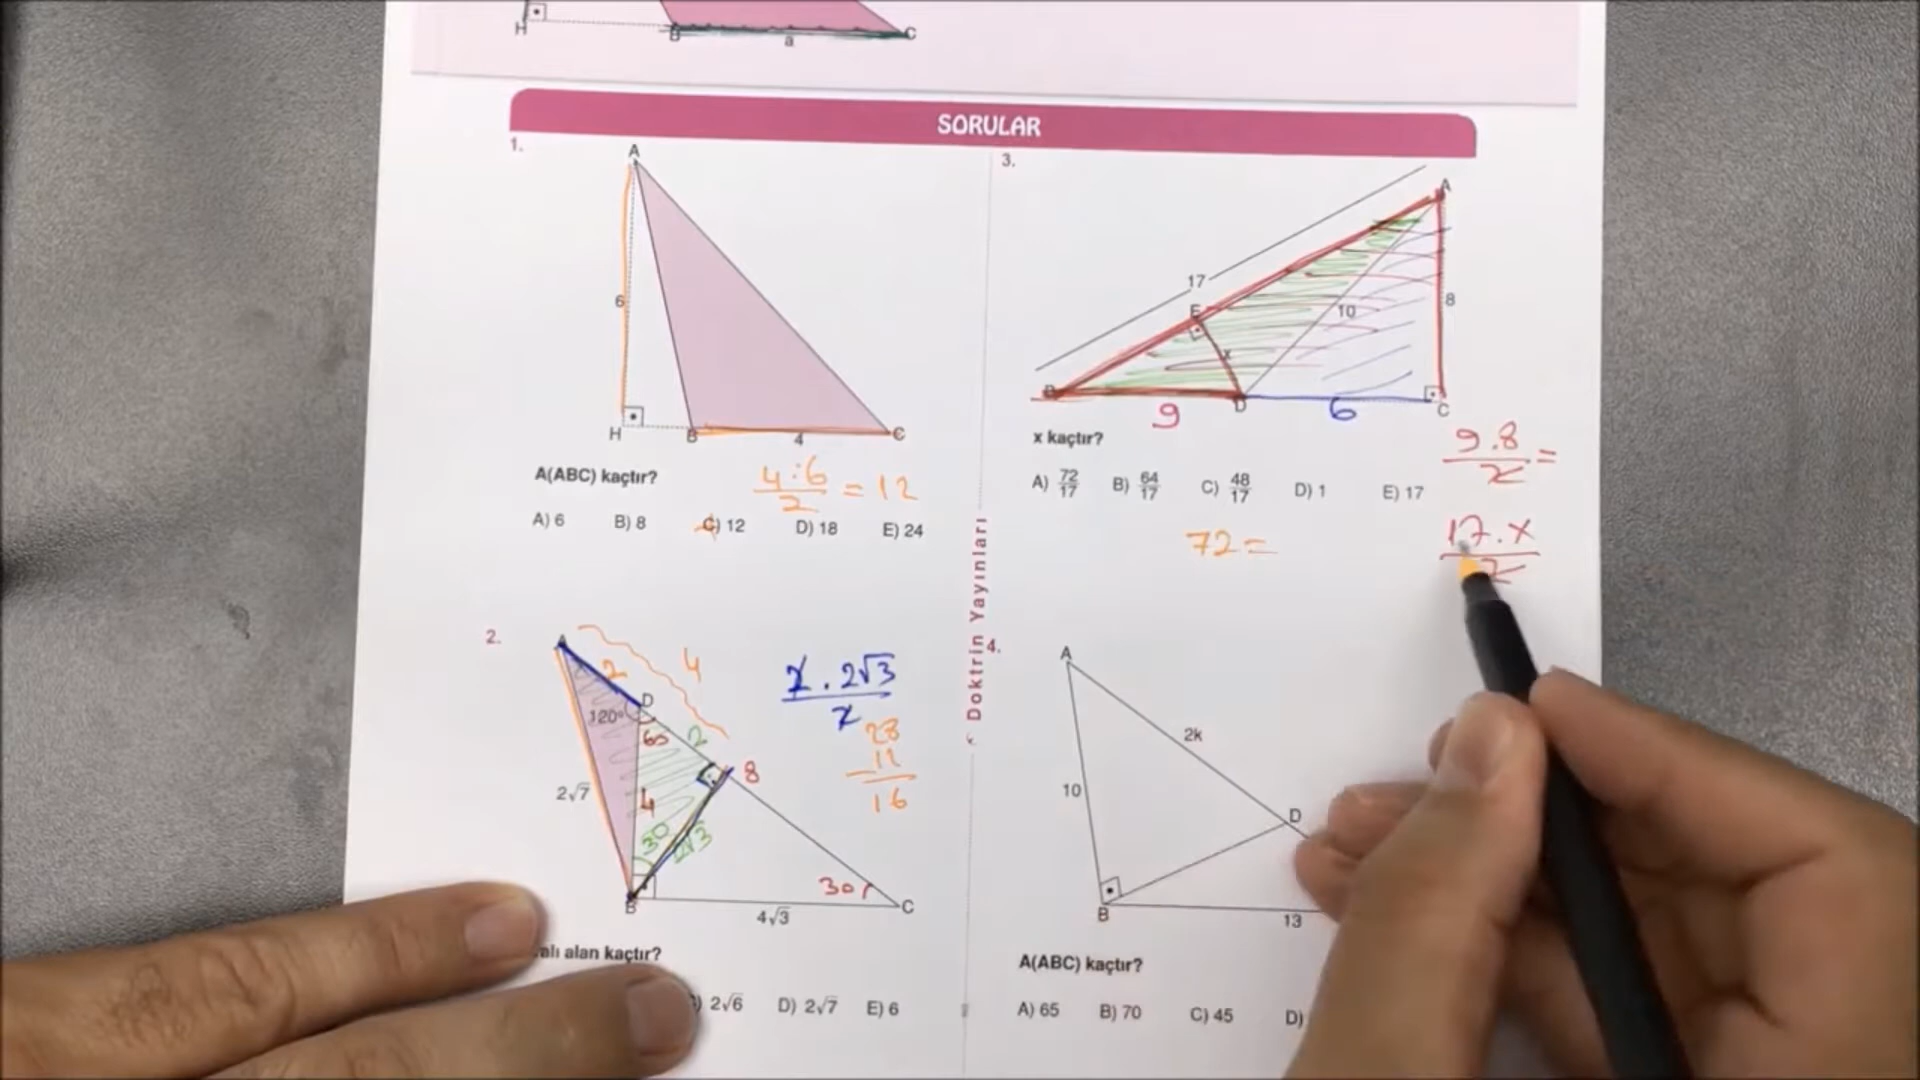 H
B
a
C
SORULAR
1.
A
6
H
B
4
C
A(ABC) kaçtır?
4.6
2
= 12
A) 6 B) 8 C) 12 D) 18 E) 24
2.
A
2
4
D
120°
60
2
8
2√7
4
30
2√3
30
B
4√3
C
2 . 2√3
2
28
12
16
alı alan kaçtır?
) 2√6 D) 2√7 E) 6
Doktrin Yayınları
3.
A
17
E
10
8
x
B
9
D
6
C
x kaçtır?
9.8
2
=
A) 72/17 B) 64/17 C) 48/17 D) 1 E) 17
72 =
17.x
2
4.
A
2k
10
D
B
13
A(ABC) kaçtır?
A) 65 B) 70 C) 45 D)